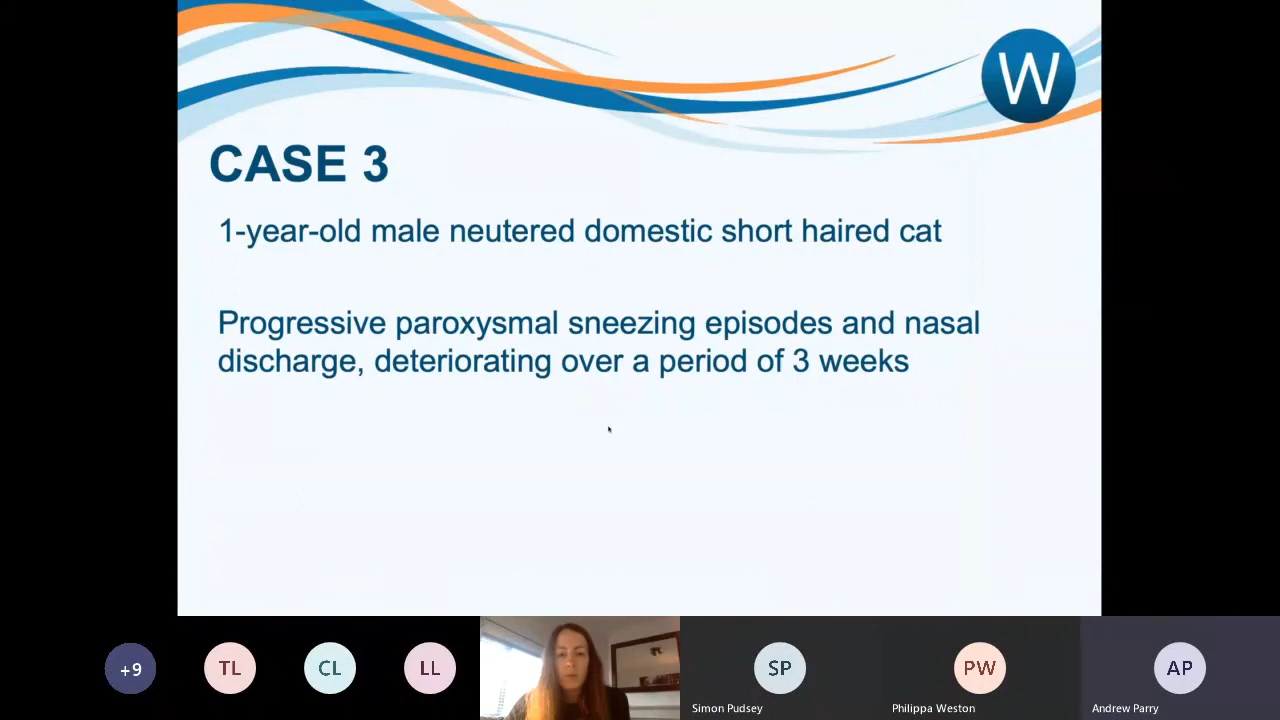 W
CASE 3
1-year-old male neutered domestic short haired cat
Progressive paroxysmal sneezing episodes and nasal
discharge, deteriorating over a period of 3 weeks
+9
TL
CL
LL
SP
PW
AP
Simon Pudsey
Philippa Weston
Andrew Parry